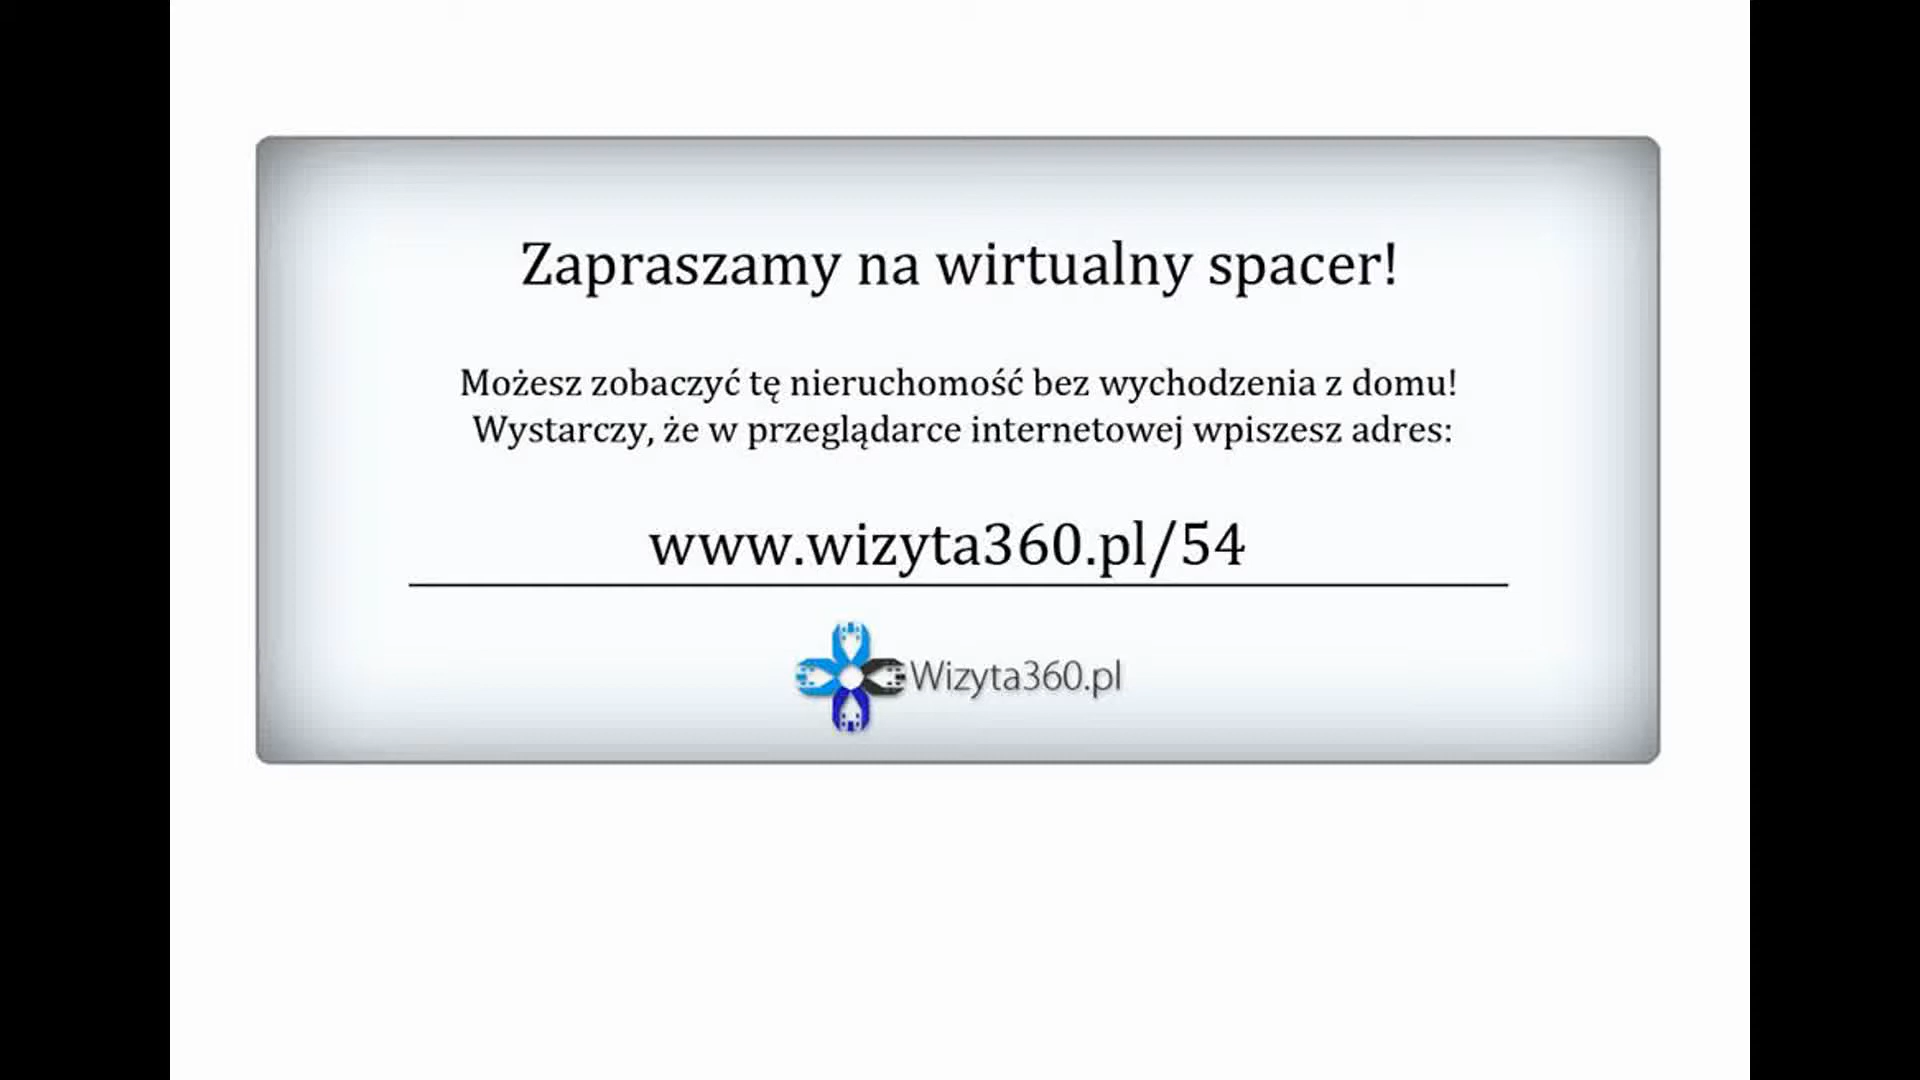 Zapraszamy na wirtualny spacer!
Możesz zobaczyć tę nieruchomość bez wychodzenia z domu!
Wystarczy, że w przeglądarce internetowej wpiszesz adres:
www.wizyta360.pl/54
Wizyta360.pl